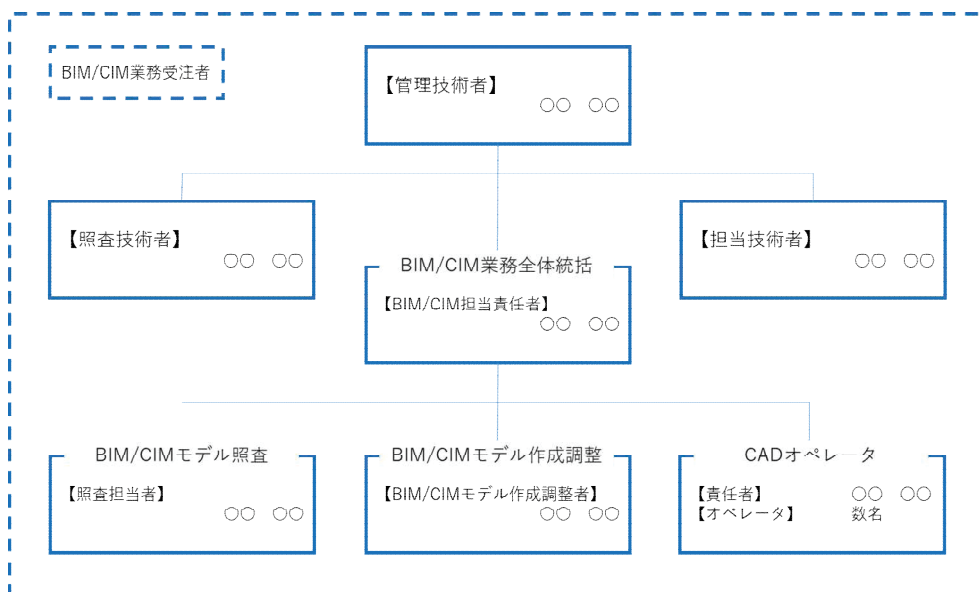 BIM/CIM業務受注者
【管理技術者】
○○ ○○
【照査技術者】
○○ ○○
【担当技術者】
○○ ○○
BIM/CIM業務全体統括
【BIM/CIM担当責任者】
○○ ○○
BIM/CIMモデル照査
【照査担当者】
○○ ○○
BIM/CIMモデル作成調整
【BIM/CIMモデル作成調整者】
○○ ○○
CADオペレータ
【責任者】 ○○ ○○
【オペレータ】 数名